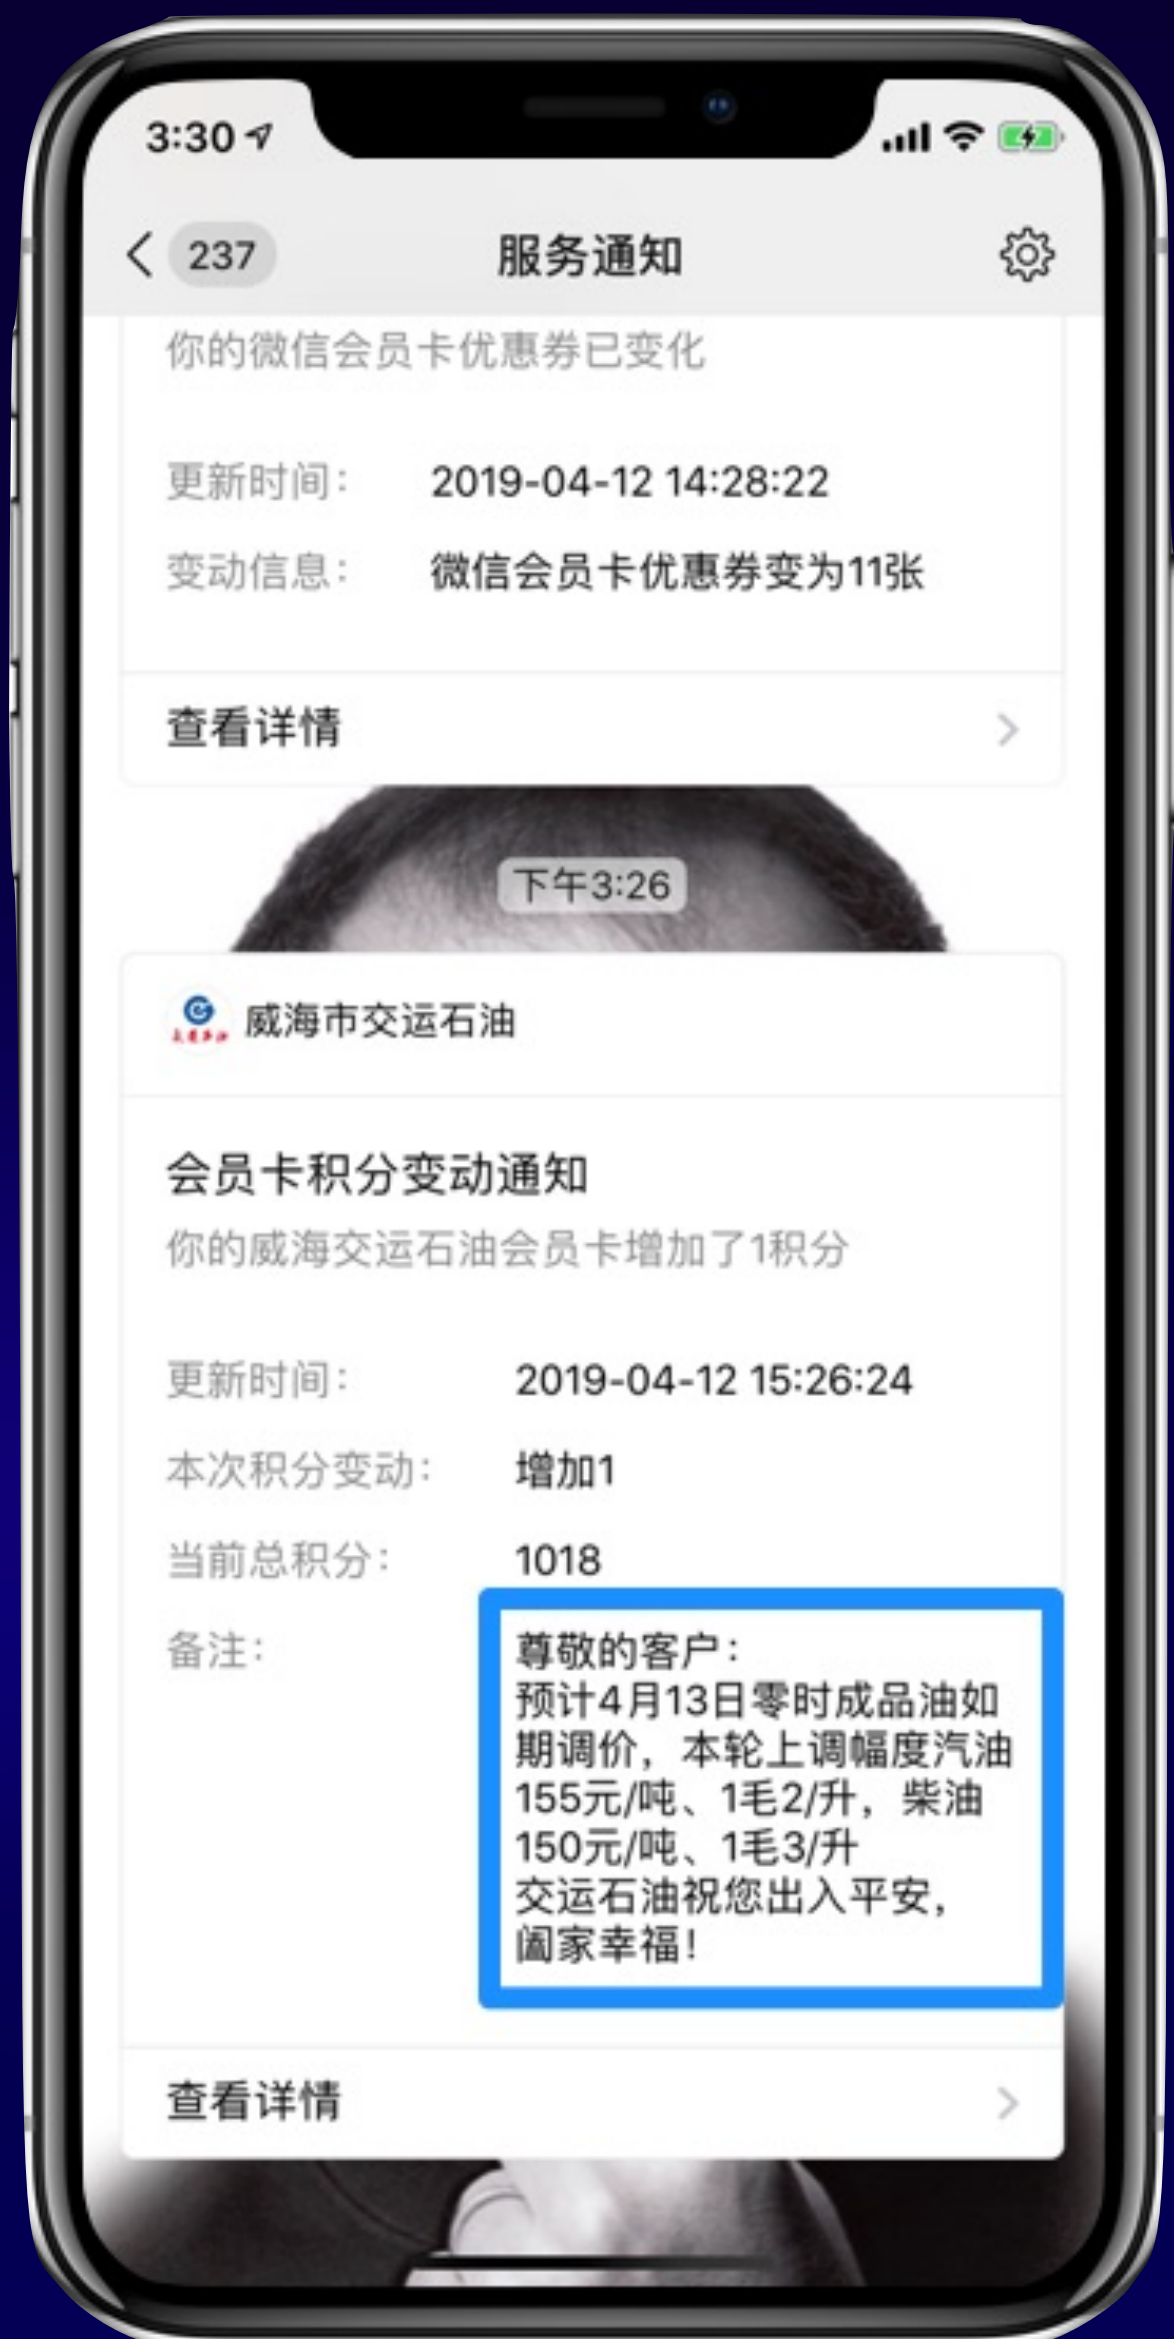 3:30
237
服务通知
你的微信会员卡优惠券已变化
更新时间： 2019-04-12 14:28:22
变动信息： 微信会员卡优惠券变为11张
查看详情
下午3:26
威海市交运石油
会员卡积分变动通知
你的威海交运石油会员卡增加了1积分
更新时间： 2019-04-12 15:26:24
本次积分变动： 增加1
当前总积分： 1018
备注： 尊敬的客户：
预计4月13日零时成品油如
期调价，本轮上调幅度汽油
155元/吨、1毛2/升，柴油
150元/吨、1毛3/升
交运石油祝您出入平安，
阖家幸福！
查看详情